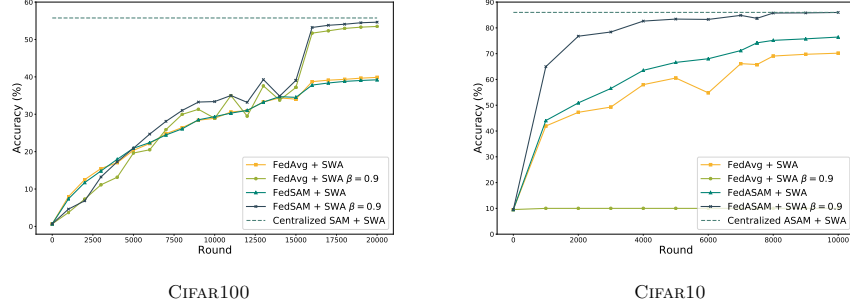 60
50
40
30
20
10
0
Accuracy (%)
FedAvg + SWA
FedAvg + SWA β = 0.9
FedSAM + SWA
FedSAM + SWA β = 0.9
Centralized SAM + SWA
0 2500 5000 7500 10000 12500 15000 17500 20000
Round
CIFAR100
90
80
70
60
50
40
30
20
10
0
Accuracy (%)
FedAvg + SWA
FedAvg + SWA β = 0.9
FedASAM + SWA
FedASAM + SWA β = 0.9
Centralized ASAM + SWA
0 2000 4000 6000 8000 10000
Round
CIFAR10